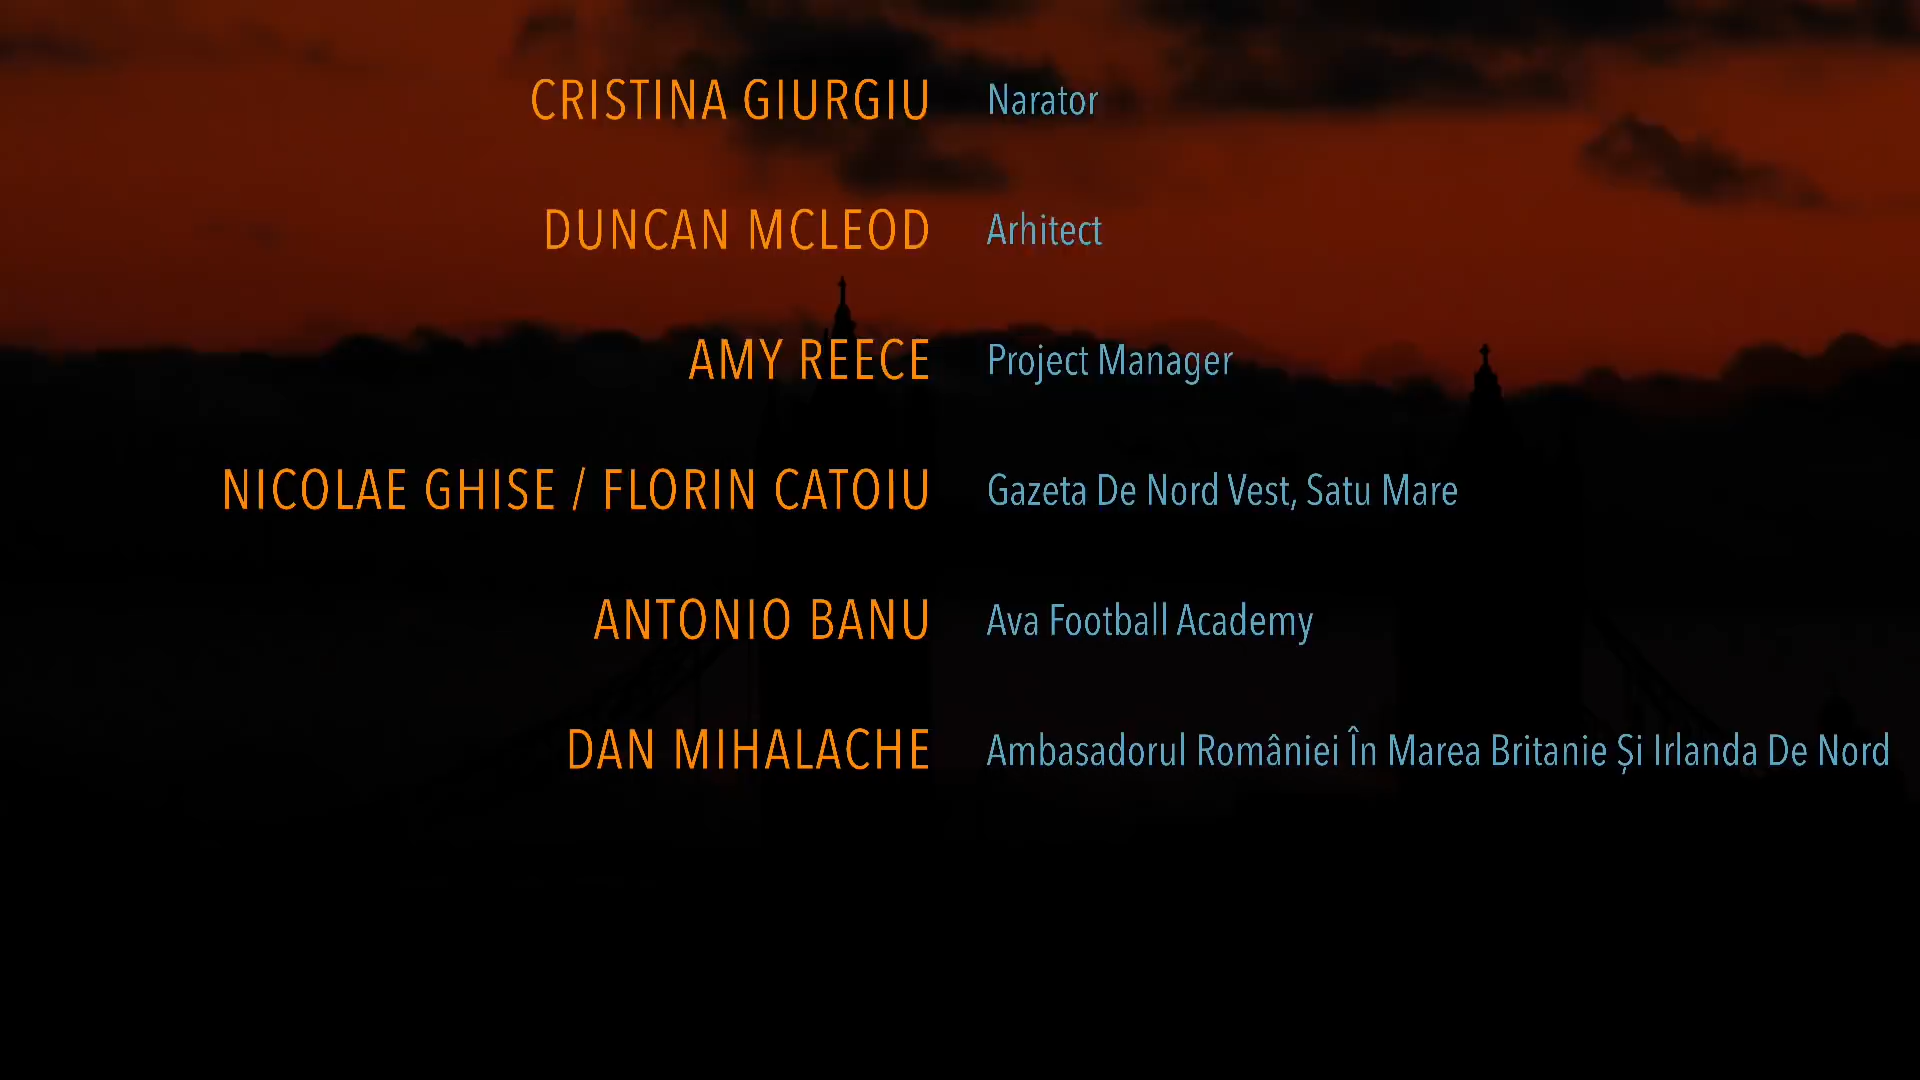 CRISTINA GIURGIU Narator
DUNCAN MCLEOD Arhitect
AMY REECE Project Manager
NICOLAE GHISE / FLORIN CATOIU Gazeta De Nord Vest, Satu Mare
ANTONIO BANU Ava Football Academy
DAN MIHALACHE Ambasadorul României În Marea Britanie Și Irlanda De Nord